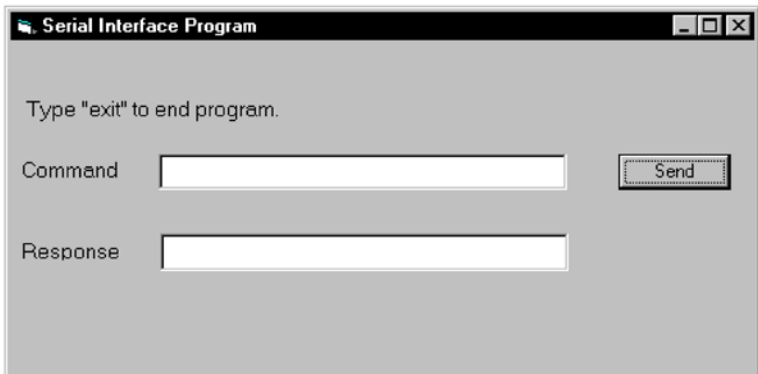 Serial Interface Program
Type "exit" to end program.
Command
Send
Response